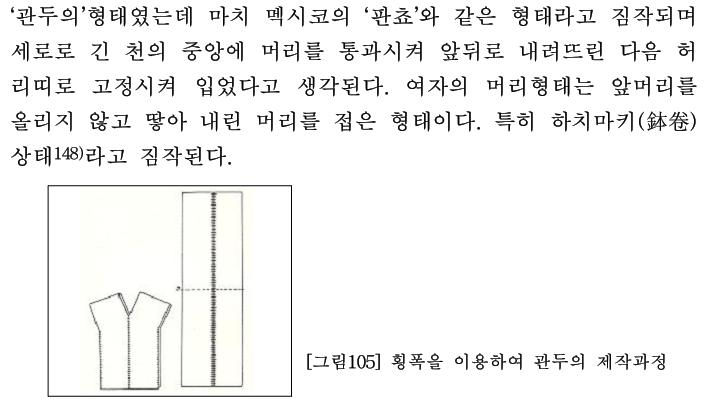 ‘관두의’형태였는데 마치 멕시코의 ‘판쵸’와 같은 형태라고 짐작되며
세로로 긴 천의 중앙에 머리를 통과시켜 앞뒤로 내려뜨린 다음 허
리띠로 고정시켜 입었다고 생각된다. 여자의 머리형태는 앞머리를
올리지 않고 땋아 내린 머리를 접은 형태이다. 특히 하치마키(鉢卷)
상태148)라고 짐작된다.
[그림105] 횡폭을 이용하여 관두의 제작과정